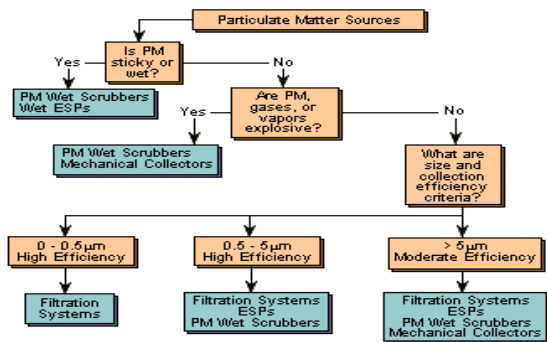 Particulate Matter Sources
Is PM
sticky or
wet?
Yes
No
PM Wet Scrubbers
Wet ESPs
Are PM,
gases, or
vapors
explosive?
Yes
No
PM Wet Scrubbers
Mechanical Collectors
What are
size and
collection
efficiency
criteria?
0 - 0.5µm
High Efficiency
0.5 - 5µm
High Efficiency
> 5µm
Moderate Efficiency
Filtration
Systems
Filtration Systems
ESPs
PM Wet Scrubbers
Filtration Systems
ESPs
PM Wet Scrubbers
Mechanical Collectors